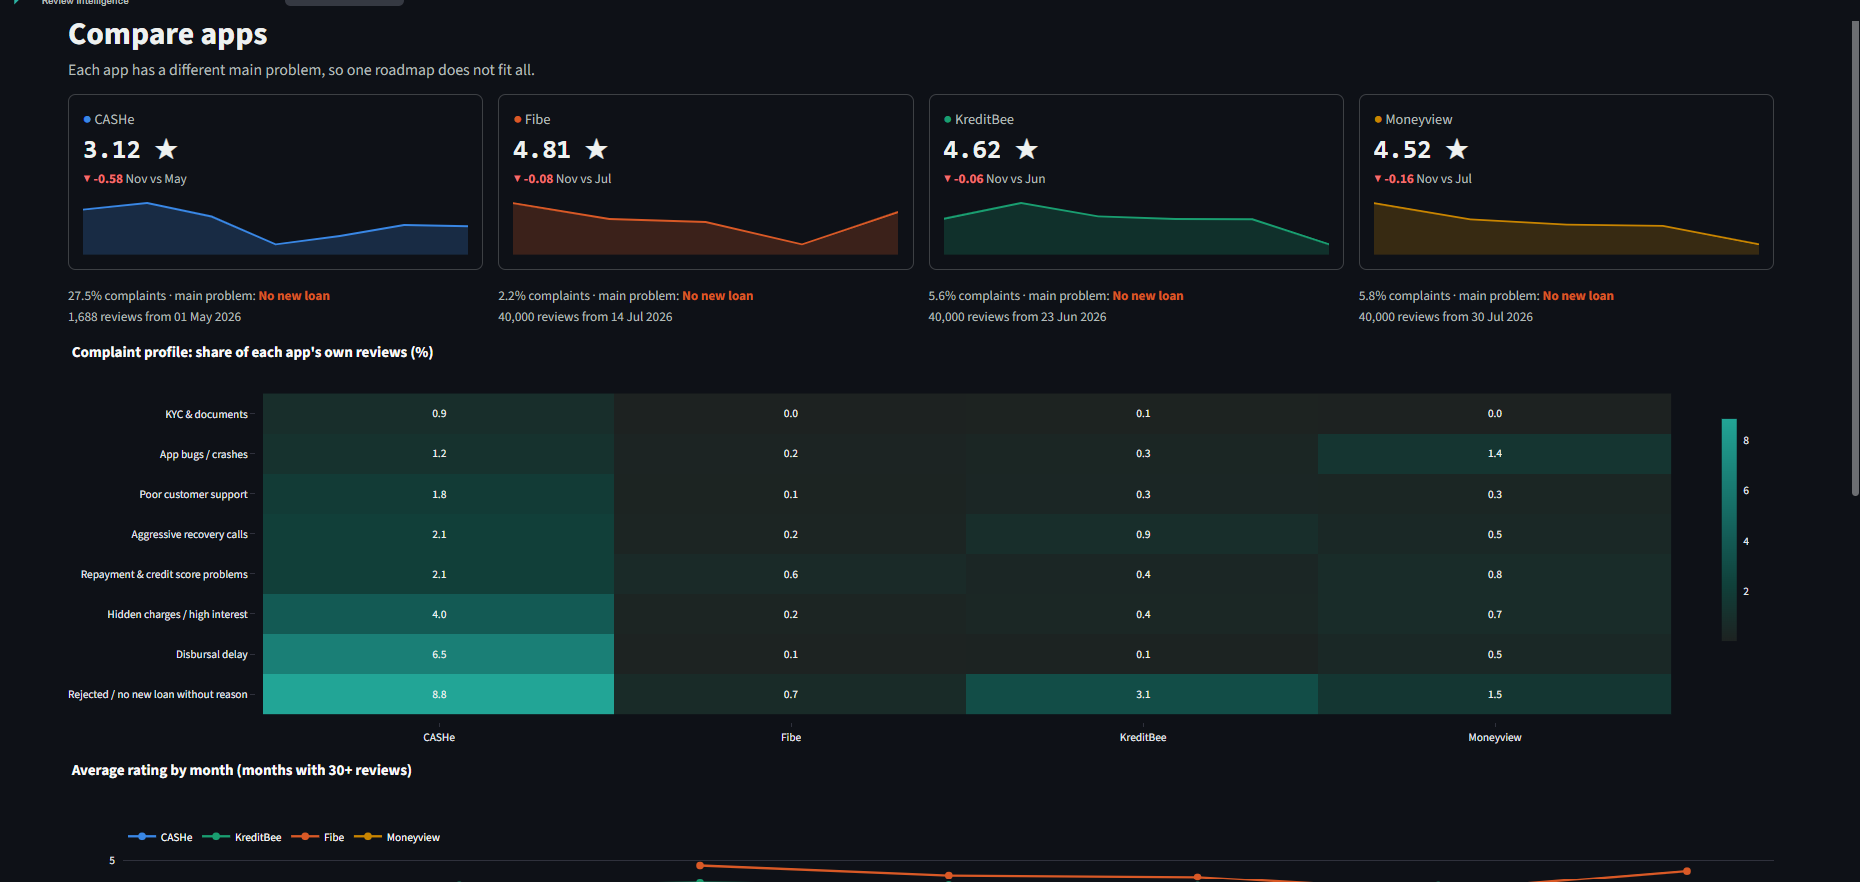 Review Intelligence
Compare apps
Each app has a different main problem, so one roadmap does not fit all.
CASHe
3.12 ★
▼ -0.58 Nov vs May
Fibe
4.81 ★
▼ -0.08 Nov vs Jul
KreditBee
4.62 ★
▼ -0.06 Nov vs Jun
Moneyview
4.52 ★
▼ -0.16 Nov vs Jul
27.5% complaints · main problem: No new loan
1,688 reviews from 01 May 2026
2.2% complaints · main problem: No new loan
40,000 reviews from 14 Jul 2026
5.6% complaints · main problem: No new loan
40,000 reviews from 23 Jun 2026
5.8% complaints · main problem: No new loan
40,000 reviews from 30 Jul 2026
Complaint profile: share of each app's own reviews (%)
KYC & documents 0.9 0.0 0.1 0.0
App bugs / crashes 1.2 0.2 0.3 1.4
Poor customer support 1.8 0.1 0.3 0.3
Aggressive recovery calls 2.1 0.2 0.9 0.5
Repayment & credit score problems 2.1 0.6 0.4 0.8
Hidden charges / high interest 4.0 0.2 0.4 0.7
Disbursal delay 6.5 0.1 0.1 0.5
Rejected / no new loan without reason 8.8 0.7 3.1 1.5
CASHe Fibe KreditBee Moneyview
8
6
4
2
Average rating by month (months with 30+ reviews)
CASHe KreditBee Fibe Moneyview
5